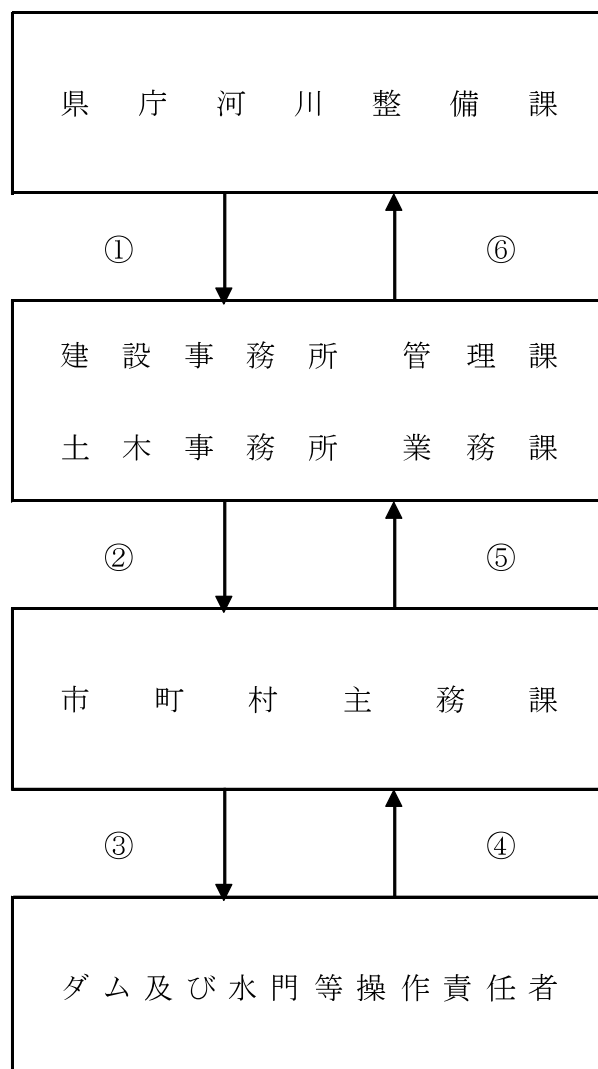 県庁河川整備課
① ⑥
建設事務所 管理課
土木事務所 業務課
② ⑤
市町村主務課
③ ④
ダム及び水門等操作責任者